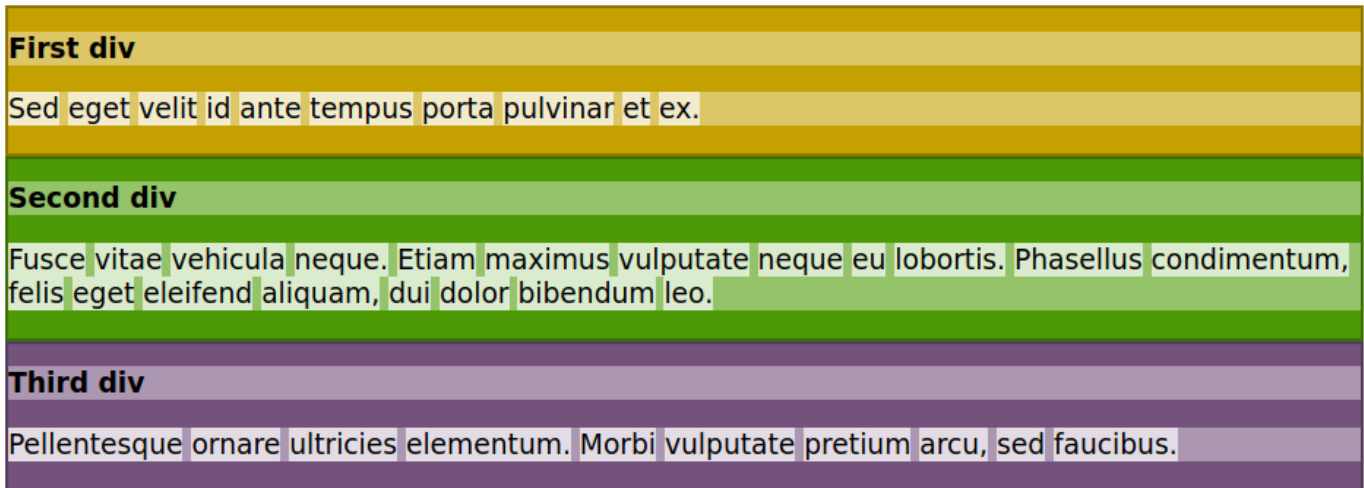 First div
Sed eget velit id ante tempus porta pulvinar et ex.
Second div
Fusce vitae vehicula neque. Etiam maximus vulputate neque eu lobortis. Phasellus condimentum,
felis eget eleifend aliquam, dui dolor bibendum leo.
Third div
Pellentesque ornare ultricies elementum. Morbi vulputate pretium arcu, sed faucibus.